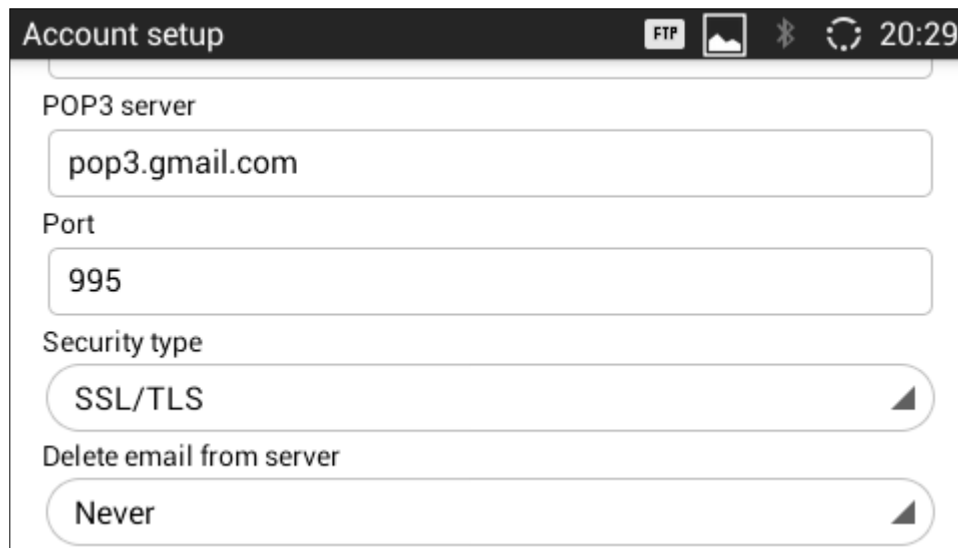 Account setup FTP 20:29
POP3 server
pop3.gmail.com
Port
995
Security type
SSL/TLS
Delete email from server
Never